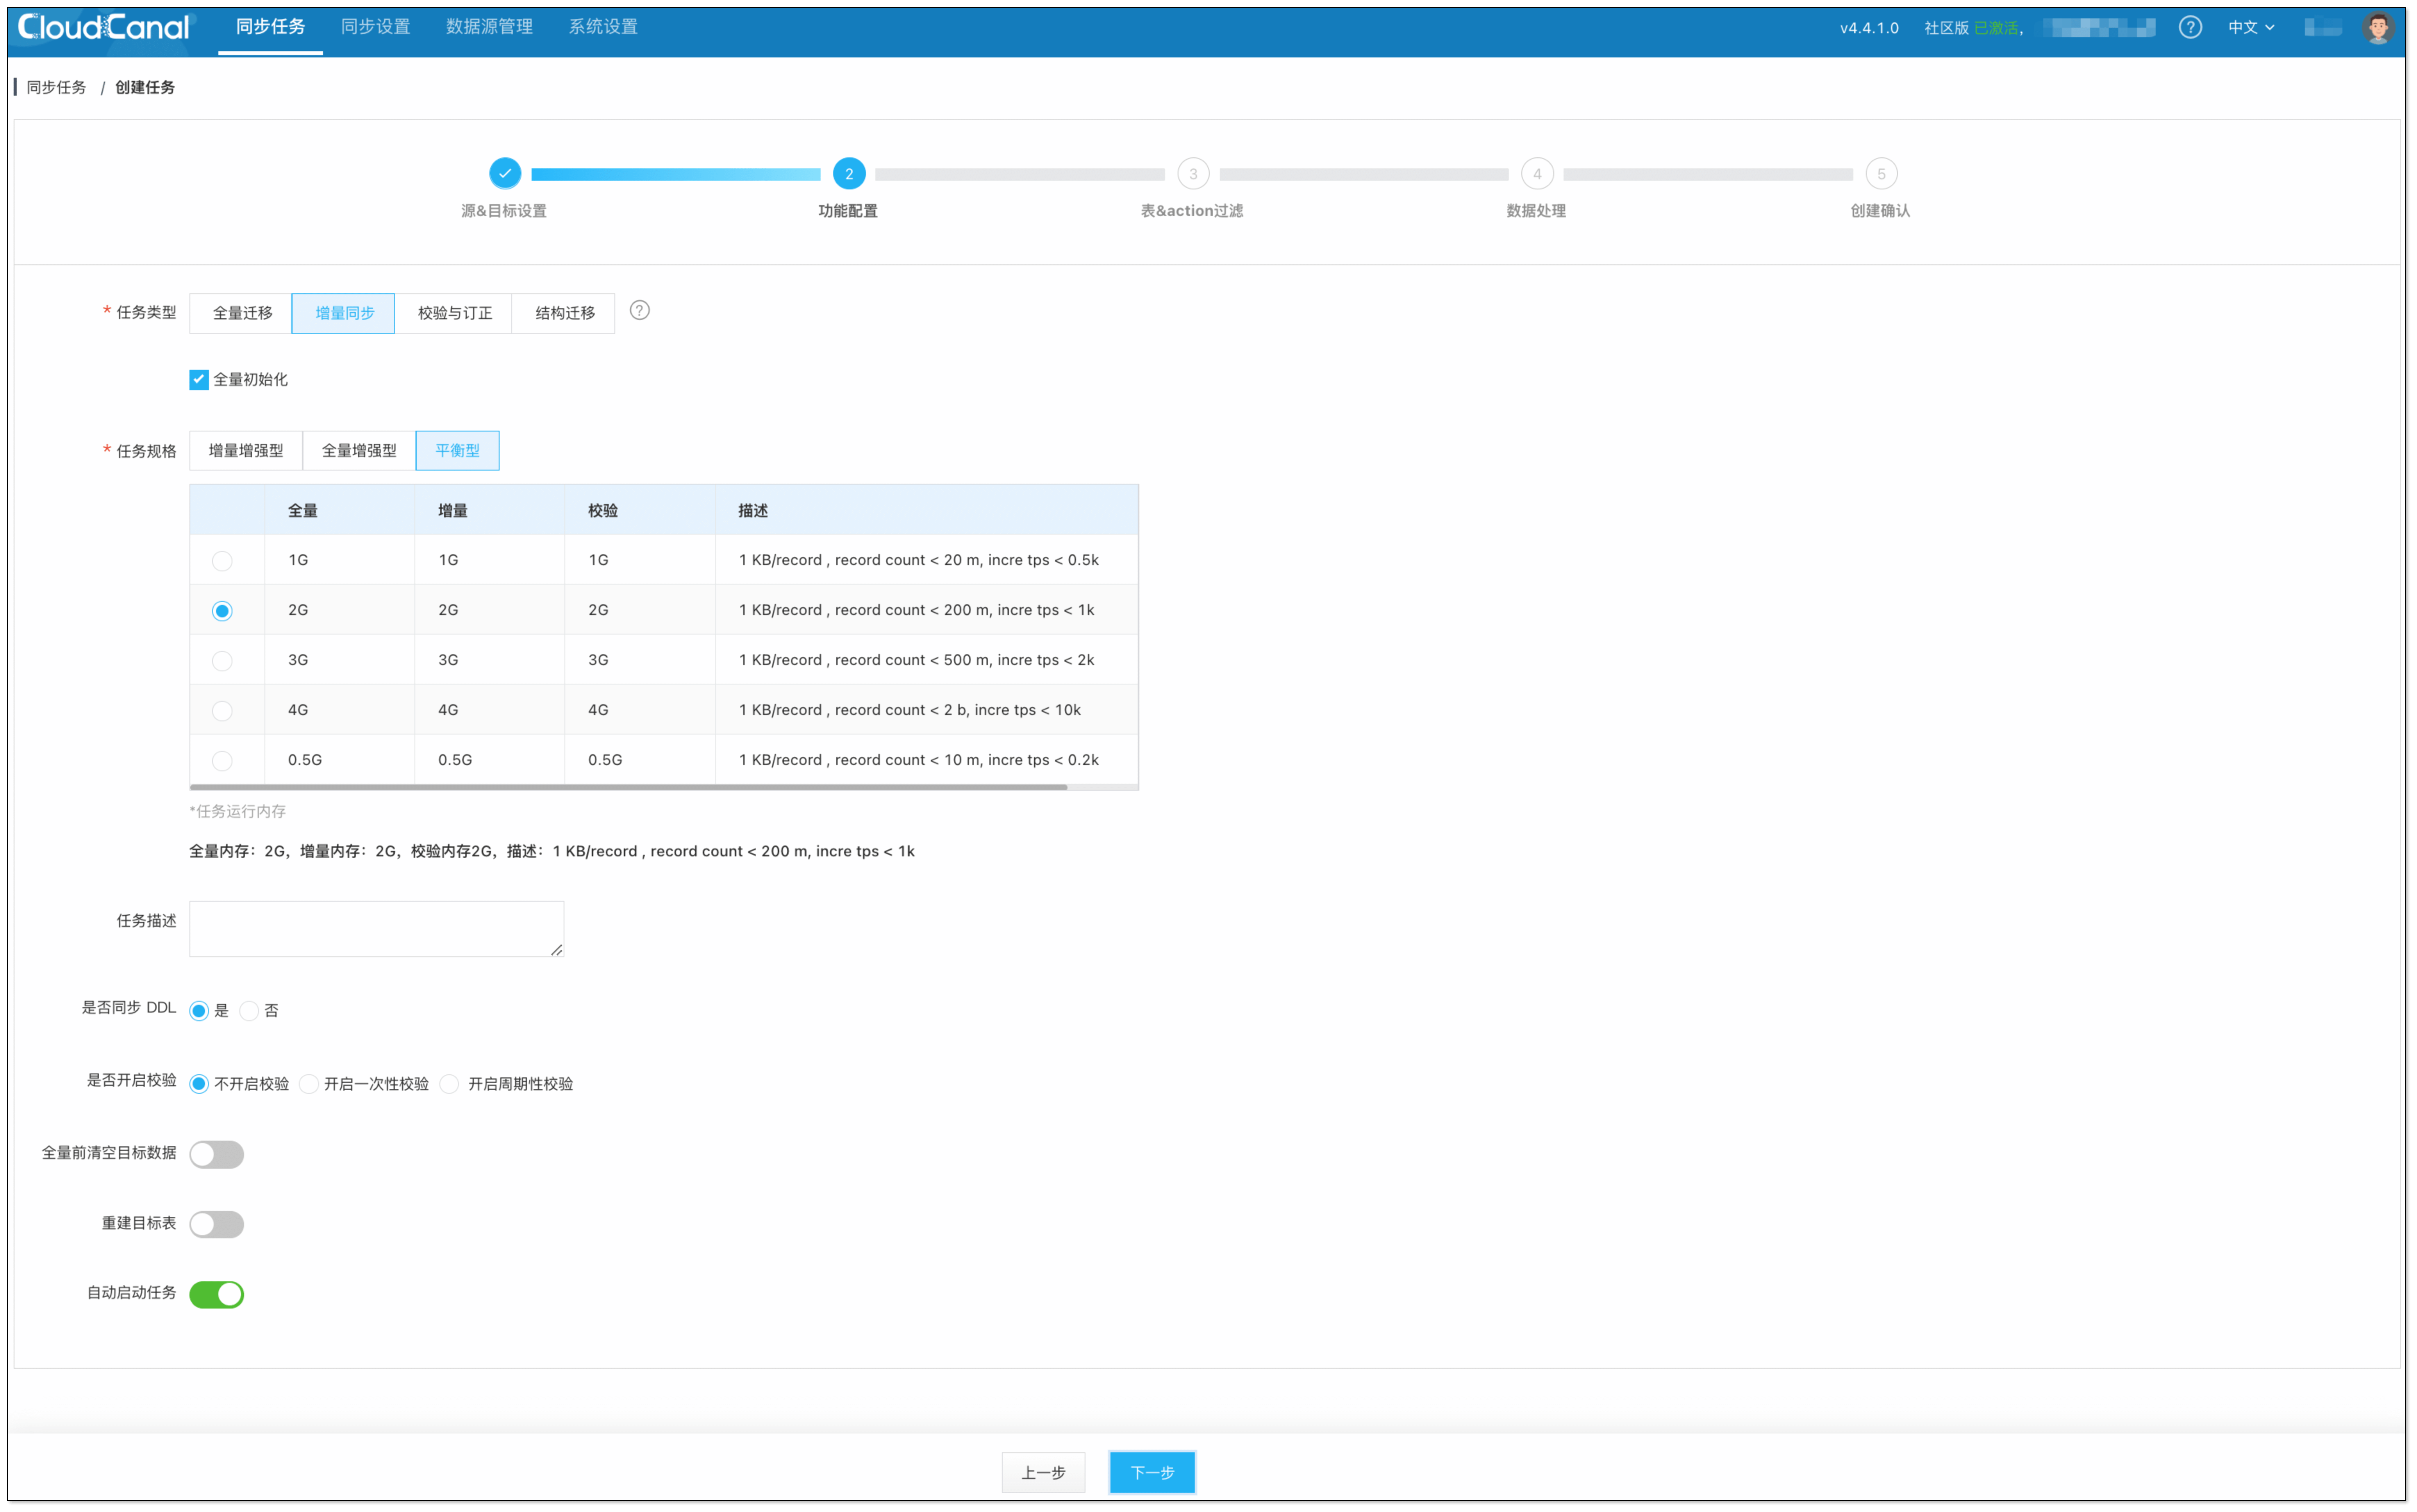 CloudCanal 同步任务 同步设置 数据源管理 系统设置 v4.4.1.0 社区版 已激活, ? 中文
同步任务 / 创建任务
2 3 4 5
源&目标设置 功能配置 表&action过滤 数据处理 创建确认
* 任务类型 全量迁移 增量同步 校验与订正 结构迁移 ?
全量初始化
* 任务规格 增量增强型 全量增强型 平衡型
全量 增量 校验 描述
1G 1G 1G 1 KB/record , record count < 20 m, incre tps < 0.5k
2G 2G 2G 1 KB/record , record count < 200 m, incre tps < 1k
3G 3G 3G 1 KB/record , record count < 500 m, incre tps < 2k
4G 4G 4G 1 KB/record , record count < 2 b, incre tps < 10k
0.5G 0.5G 0.5G 1 KB/record , record count < 10 m, incre tps < 0.2k
*任务运行内存
全量内存：2G，增量内存：2G，校验内存2G，描述：1 KB/record , record count < 200 m, incre tps < 1k
任务描述
是否同步 DDL 是 否
是否开启校验 不开启校验 开启一次性校验 开启周期性校验
全量前清空目标数据
重建目标表
自动启动任务
上一步 下一步